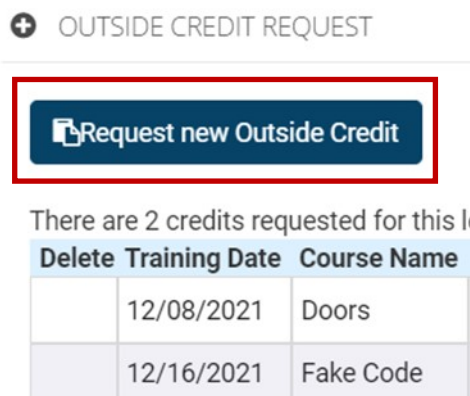 OUTSIDE CREDIT REQUEST
Request new Outside Credit
There are 2 credits requested for this
Delete Training Date Course Name
12/08/2021 Doors
12/16/2021 Fake Code